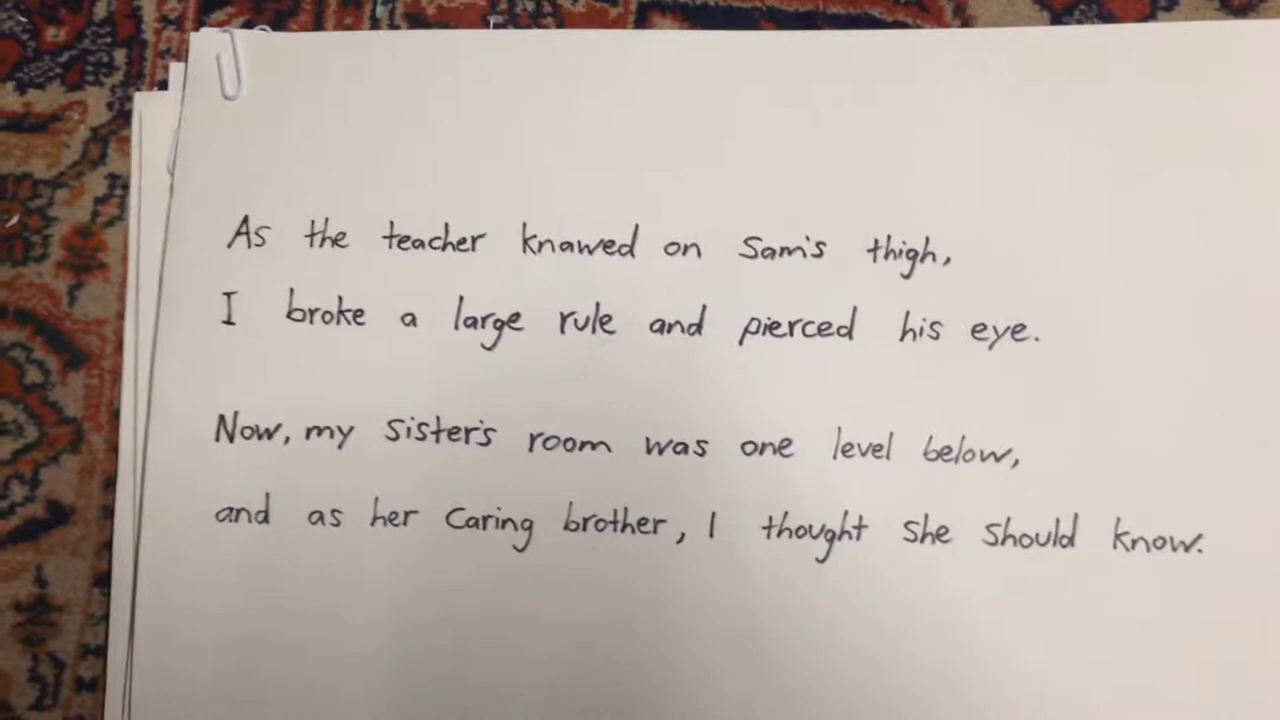 As the teacher knawed on Sam's thigh,
I broke a large rule and pierced his eye.
Now, my sister's room was one level below,
and as her caring brother, I thought she should know.